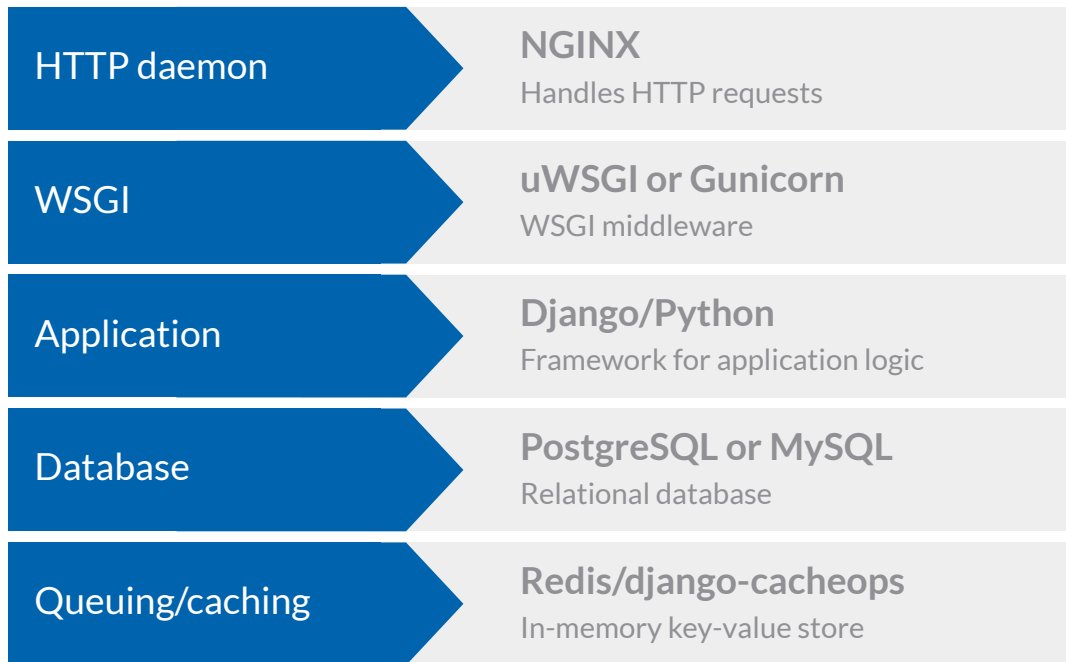 HTTP daemon
NGINX
Handles HTTP requests
WSGI
uWSGI or Gunicorn
WSGI middleware
Application
Django/Python
Framework for application logic
Database
PostgreSQL or MySQL
Relational database
Queuing/caching
Redis/django-cacheops
In-memory key-value store